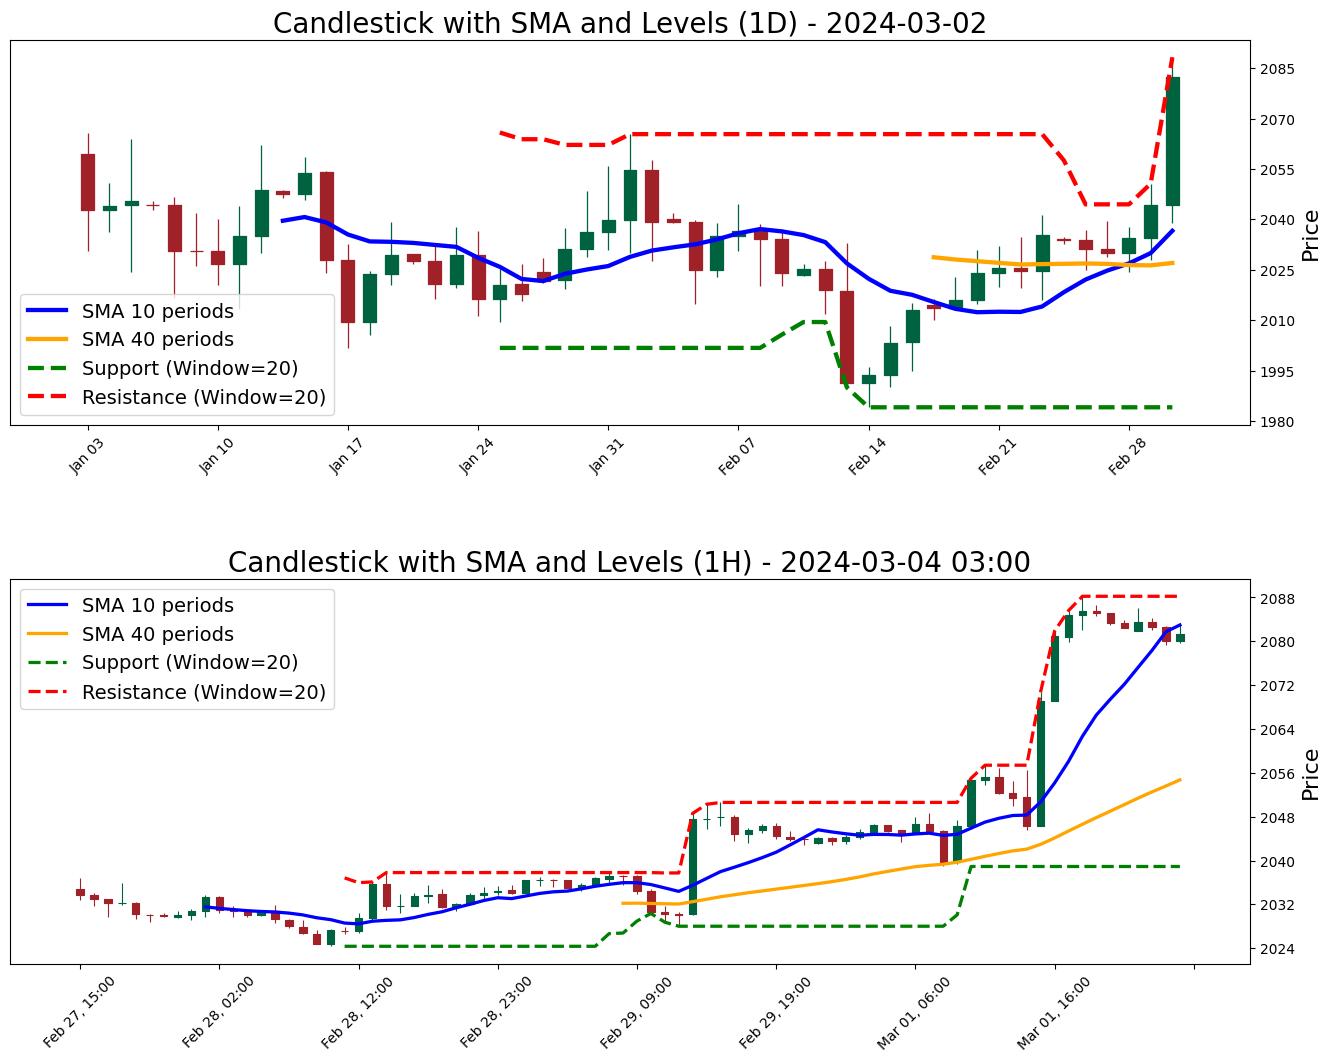 Candlestick with SMA and Levels (1D) - 2024-03-02
SMA 10 periods
SMA 40 periods
Support (Window=20)
Resistance (Window=20)
2085
2070
2055
2040
2025
2010
1995
1980
Price
Jan 03
Jan 10
Jan 17
Jan 24
Jan 31
Feb 07
Feb 14
Feb 21
Feb 28
Candlestick with SMA and Levels (1H) - 2024-03-04 03:00
SMA 10 periods
SMA 40 periods
Support (Window=20)
Resistance (Window=20)
2088
2080
2072
2064
2056
2048
2040
2032
2024
Price
Feb 27, 15:00
Feb 28, 02:00
Feb 28, 12:00
Feb 28, 23:00
Feb 29, 09:00
Feb 29, 19:00
Mar 01, 06:00
Mar 01, 16:00